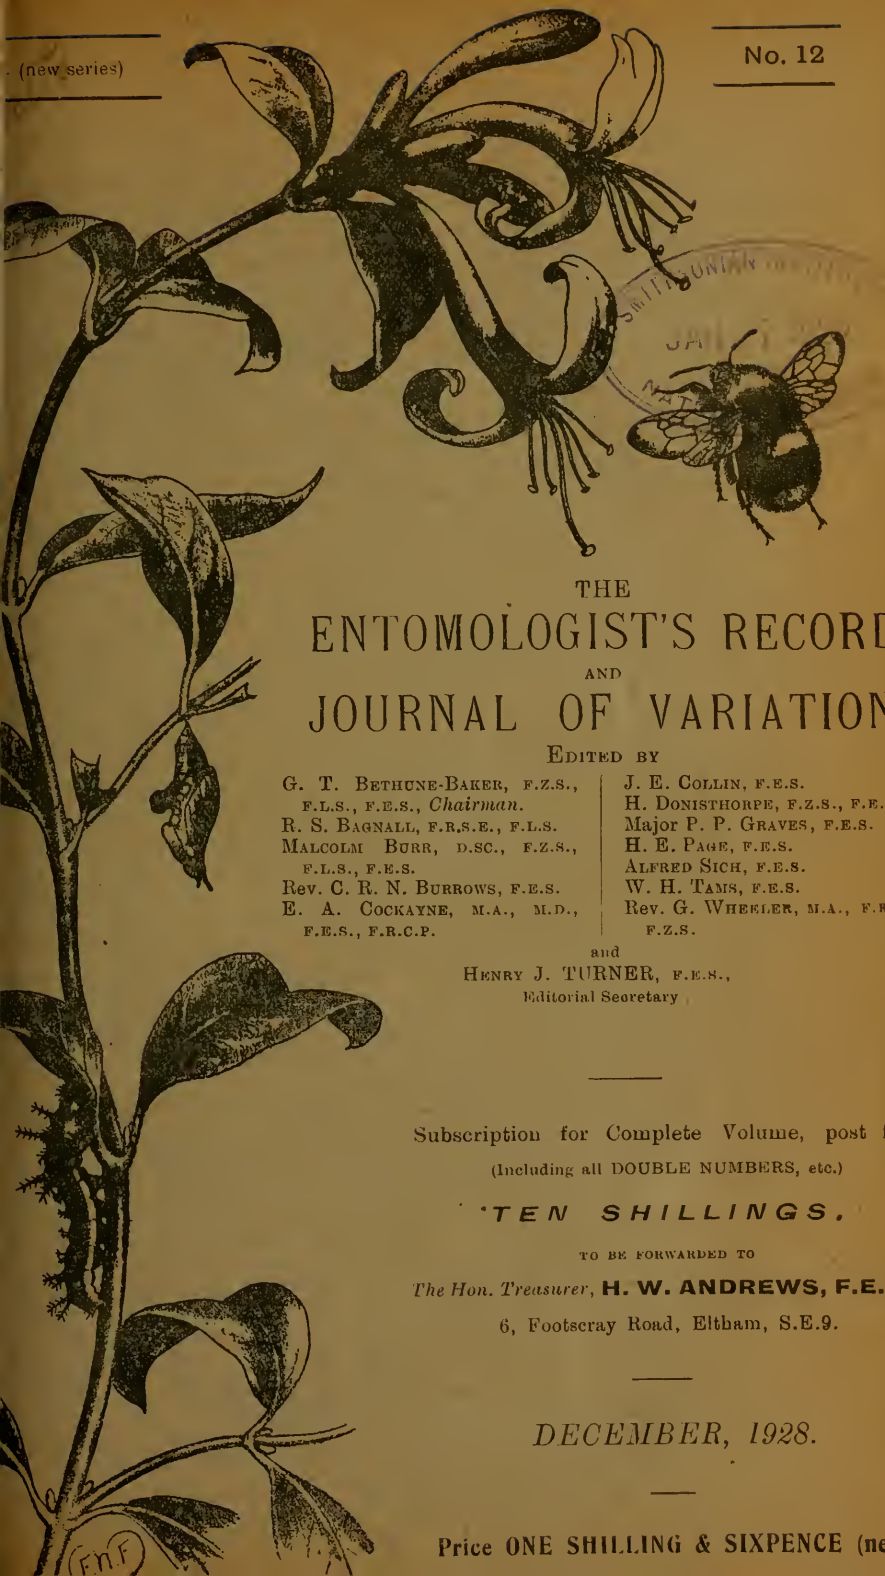 (new series)
No. 12
SMITHSONIAN
JAN
NAT
THE
ENTOMOLOGIST'S RECORD
AND
JOURNAL OF VARIATION
EDITED BY
G. T. BETHUNE-BAKER, F.Z.S.,
F.L.S., F.E.S., Chairman.
R. S. BAGNALL, F.R.S.E., F.L.S.
MALCOLM BURR, D.SC., F.Z.S.,
F.L.S., F.E.S.
Rev. C. R. N. BURROWS, F.E.S.
E. A. COCKAYNE, M.A., M.D.,
F.E.S., F.R.C.P.
J. E. COLLIN, F.E.S.
H. DONISTHORPE, F.Z.S., F.E.
Major P. P. GRAVES, F.E.S.
H. E. PAGE, F.E.S.
ALFRED SICH, F.E.S.
W. H. TAMS, F.E.S.
Rev. G. WHEELER, M.A., F.E
F.Z.S.
and
HENRY J. TURNER, F.E.S.,
Editorial Secretary
Subscription for Complete Volume, post
(Including all DOUBLE NUMBERS, etc.)
TEN SHILLINGS.
TO BE FORWARDED TO
The Hon. Treasurer, H. W. ANDREWS, F.E.
6, Footscray Road, Eltham, S.E.9.
DECEMBER, 1928.
Price ONE SHILLING & SIXPENCE (ne
F.N.F